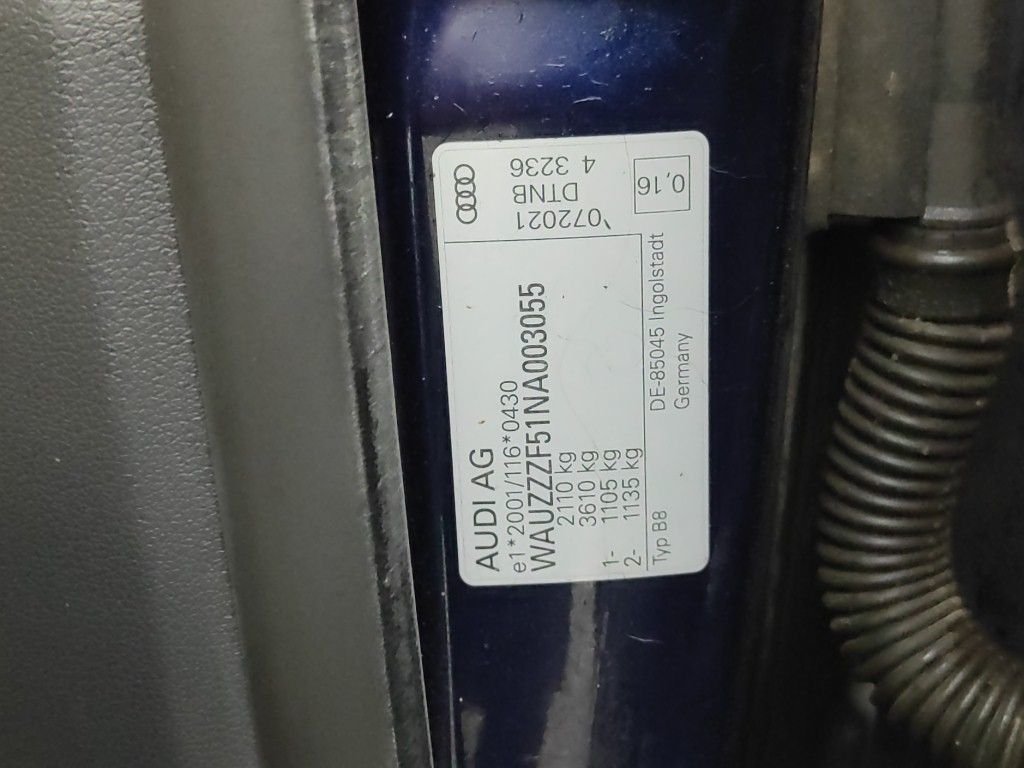 AUDI AG
e1*2001/116*0430
WAUZZZF51NA003055
2110 kg
3610 kg
1- 1105 kg
2- 1135 kg
Typ B8
DE-85045 Ingolstadt
Germany
072021
DTNB
4 3236
0,16